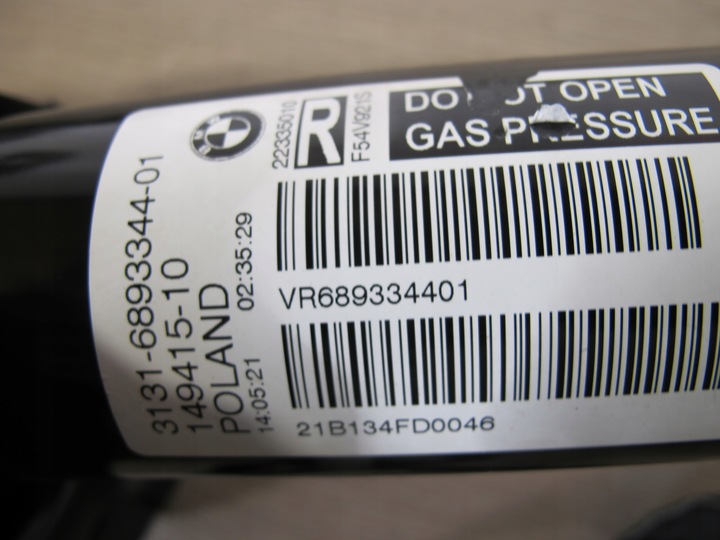 BMW
3131-6893344-01
149415-10
POLAND
14:05:21 02:35:29
22335010
R
F54V921S
DO NOT OPEN
GAS PRESSURE
VR689334401
21B134FD0046